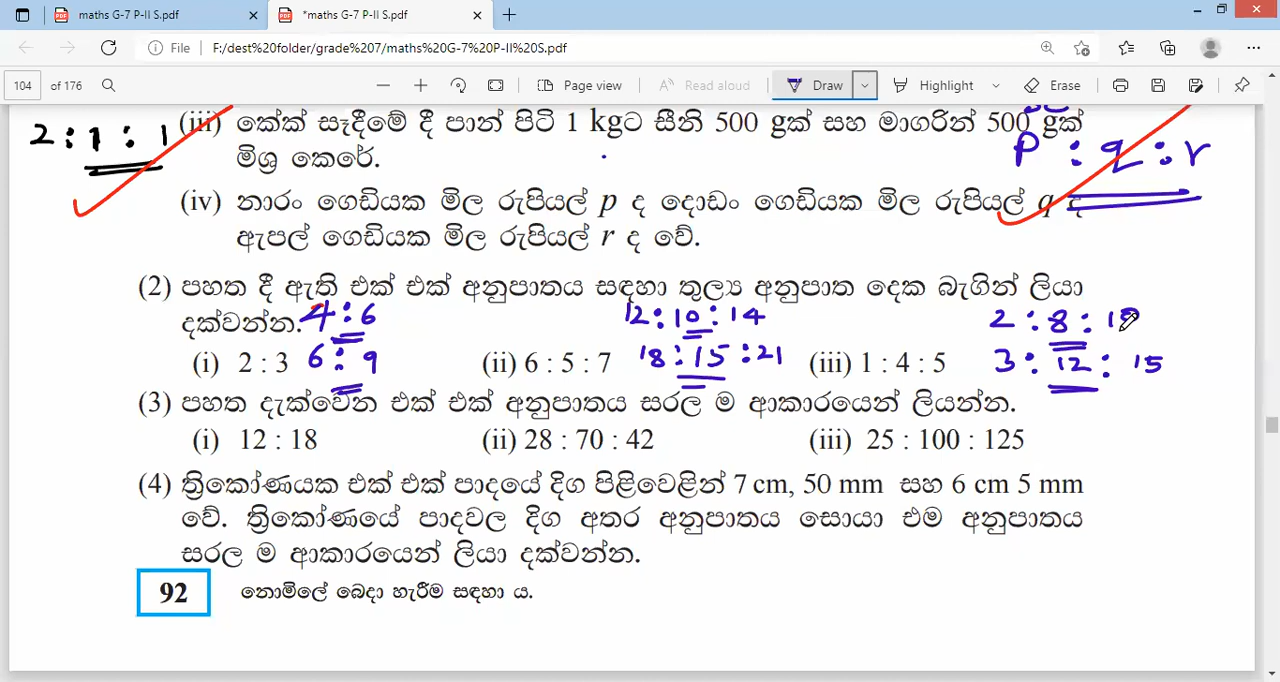 maths G-7 P-II S.pdf
*maths G-7 P-II S.pdf
File F:/dest%20folder/grade%207/maths%20G-7%20P-II%20S.pdf
104 of 176 Page view Read aloud Draw Highlight Erase
2 : 1 : 1
(iii) කේක් සෑදීමේ දී පාන් පිටි 1 kgට සීනි 500 gක් සහ මාගරින් 500 gක්
මිශ්‍ර කෙරේ.
p : q : r
(iv) නාරං ගෙඩියක මිල රුපියල් p ද දොඩං ගෙඩියක මිල රුපියල් q ද
ඇපල් ගෙඩියක මිල රුපියල් r ද වේ.
(2) පහත දී ඇති එක් එක් අනුපාතය සඳහා තුල්‍ය අනුපාත දෙක බැගින් ලියා
දක්වන්න. 4 : 6 12 : 10 : 14 2 : 8 : 10
(i) 2 : 3 6 : 9 (ii) 6 : 5 : 7 18 : 15 : 21 (iii) 1 : 4 : 5 3 : 12 : 15
(3) පහත දැක්වෙන එක් එක් අනුපාතය සරල ම ආකාරයෙන් ලියන්න.
(i) 12 : 18 (ii) 28 : 70 : 42 (iii) 25 : 100 : 125
(4) ත්‍රිකෝණයක එක් එක් පාදයේ දිග පිළිවෙළින් 7 cm, 50 mm සහ 6 cm 5 mm
වේ. ත්‍රිකෝණයේ පාදවල දිග අතර අනුපාතය සොයා එම අනුපාතය
සරල ම ආකාරයෙන් ලියා දක්වන්න.
92 නොමිලේ බෙදා හැරීම සඳහා ය.